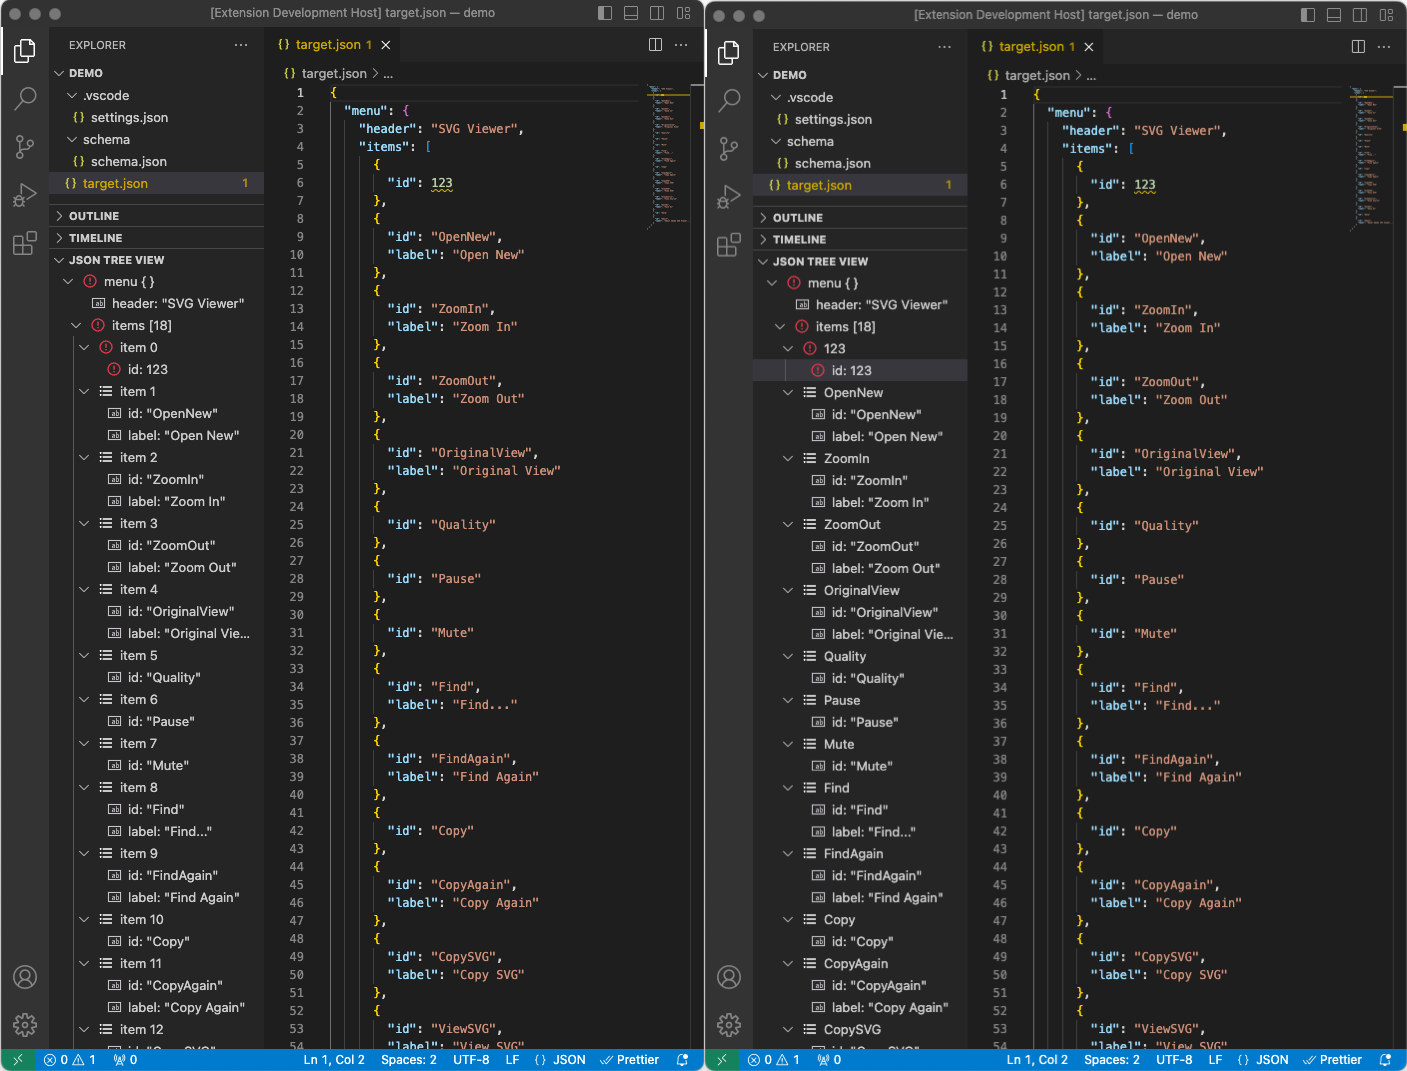 [Extension Development Host] target.json — demo
EXPLORER
DEMO
.vscode
{} settings.json
schema
{} schema.json
{} target.json 1
OUTLINE
TIMELINE
JSON TREE VIEW
menu { }
header: "SVG Viewer"
items [18]
item 0
id: 123
item 1
id: "OpenNew"
label: "Open New"
item 2
id: "ZoomIn"
label: "Zoom In"
item 3
id: "ZoomOut"
label: "Zoom Out"
item 4
id: "OriginalView"
label: "Original Vie...
item 5
id: "Quality"
item 6
id: "Pause"
item 7
id: "Mute"
item 8
id: "Find"
label: "Find..."
item 9
id: "FindAgain"
label: "Find Again"
item 10
id: "Copy"
item 11
id: "CopyAgain"
label: "Copy Again"
item 12
id: "CopySVG"
{} target.json 1
{} target.json > ...
1 {
2 "menu": {
3 "header": "SVG Viewer",
4 "items": [
5 {
6 "id": 123
7 },
8 {
9 "id": "OpenNew",
10 "label": "Open New"
11 },
12 {
13 "id": "ZoomIn",
14 "label": "Zoom In"
15 },
16 {
17 "id": "ZoomOut",
18 "label": "Zoom Out"
19 },
20 {
21 "id": "OriginalView",
22 "label": "Original View"
23 },
24 {
25 "id": "Quality"
26 },
27 {
28 "id": "Pause"
29 },
30 {
31 "id": "Mute"
32 },
33 {
34 "id": "Find",
35 "label": "Find..."
36 },
37 {
38 "id": "FindAgain",
39 "label": "Find Again"
40 },
41 {
42 "id": "Copy"
43 },
44 {
45 "id": "CopyAgain",
46 "label": "Copy Again"
47 },
48 {
49 "id": "CopySVG",
50 "label": "Copy SVG"
51 },
52 {
53 "id": "ViewSVG",
54 "label": "View SVG"
0 1 0 Ln 1, Col 2 Spaces: 2 UTF-8 LF {} JSON Prettier
[Extension Development Host] target.json — demo
EXPLORER
DEMO
.vscode
{} settings.json
schema
{} schema.json
{} target.json 1
OUTLINE
TIMELINE
JSON TREE VIEW
menu { }
header: "SVG Viewer"
items [18]
123
id: 123
OpenNew
id: "OpenNew"
label: "Open New"
ZoomIn
id: "ZoomIn"
label: "Zoom In"
ZoomOut
id: "ZoomOut"
label: "Zoom Out"
OriginalView
id: "OriginalView"
label: "Original Vie...
Quality
id: "Quality"
Pause
id: "Pause"
Mute
id: "Mute"
Find
id: "Find"
label: "Find..."
FindAgain
id: "FindAgain"
label: "Find Again"
Copy
id: "Copy"
CopyAgain
id: "CopyAgain"
label: "Copy Again"
CopySVG
id: "CopySVG"
{} target.json 1
{} target.json > ...
1 {
2 "menu": {
3 "header": "SVG Viewer",
4 "items": [
5 {
6 "id": 123
7 },
8 {
9 "id": "OpenNew",
10 "label": "Open New"
11 },
12 {
13 "id": "ZoomIn",
14 "label": "Zoom In"
15 },
16 {
17 "id": "ZoomOut",
18 "label": "Zoom Out"
19 },
20 {
21 "id": "OriginalView",
22 "label": "Original View"
23 },
24 {
25 "id": "Quality"
26 },
27 {
28 "id": "Pause"
29 },
30 {
31 "id": "Mute"
32 },
33 {
34 "id": "Find",
35 "label": "Find..."
36 },
37 {
38 "id": "FindAgain",
39 "label": "Find Again"
40 },
41 {
42 "id": "Copy"
43 },
44 {
45 "id": "CopyAgain",
46 "label": "Copy Again"
47 },
48 {
49 "id": "CopySVG",
50 "label": "Copy SVG"
51 },
52 {
53 "id": "ViewSVG",
54 "label": "View SVG"
0 1 0 Ln 1, Col 2 Spaces: 2 UTF-8 LF {} JSON Prettier